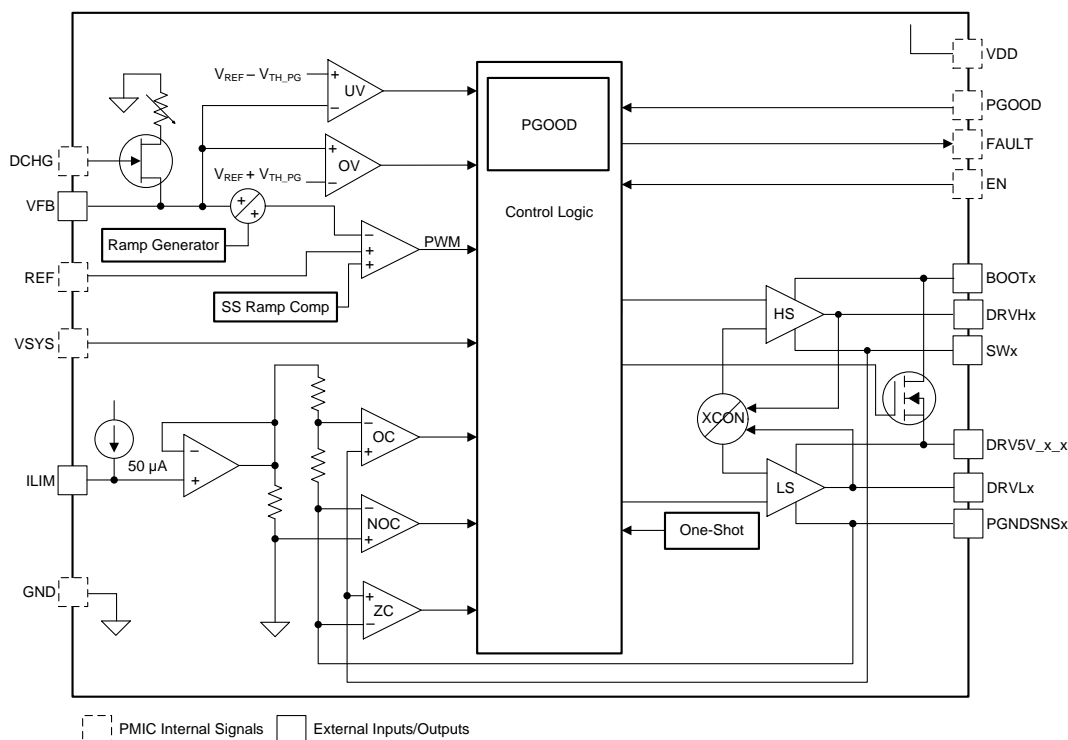 VDD
V_REF – V_TH_PG
+
UV
–
PGOOD
PGOOD
FAULT
DCHG
+
OV
–
V_REF + V_TH_PG
EN
VFB
+
+
Control Logic
Ramp Generator
–
+
+
PWM
REF
SS Ramp Comp
BOOTx
HS
DRVHx
VSYS
SWx
XCON
–
OC
+
50 µA
–
+
DRV5V_x_x
ILIM
LS
DRVLx
–
NOC
+
One-Shot
PGNDSNSx
GND
+
ZC
–
PMIC Internal Signals
External Inputs/Outputs